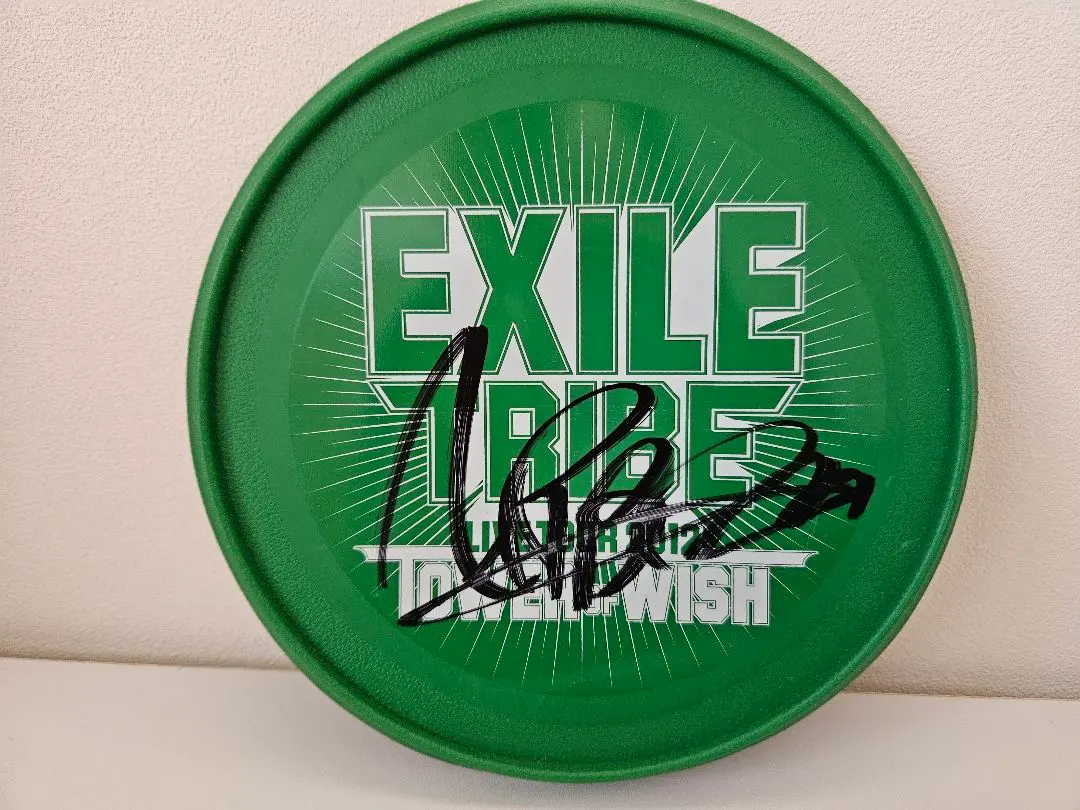 EXILE
TRIBE
LIVE TOUR 2012
TOWER OF WISH